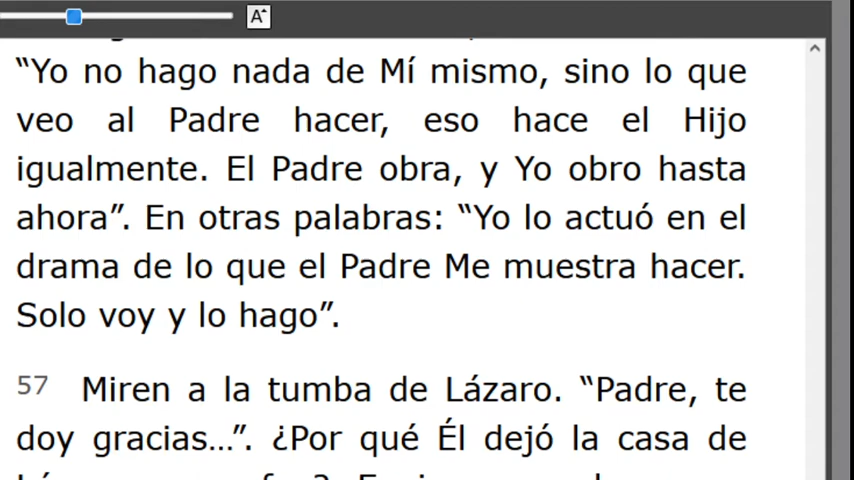 A
“Yo no hago nada de Mí mismo, sino lo que
veo al Padre hacer, eso hace el Hijo
igualmente. El Padre obra, y Yo obro hasta
ahora”. En otras palabras: “Yo lo actuó en el
drama de lo que el Padre Me muestra hacer.
Solo voy y lo hago”.
57 Miren a la tumba de Lázaro. “Padre, te
doy gracias…”. ¿Por qué Él dejó la casa de